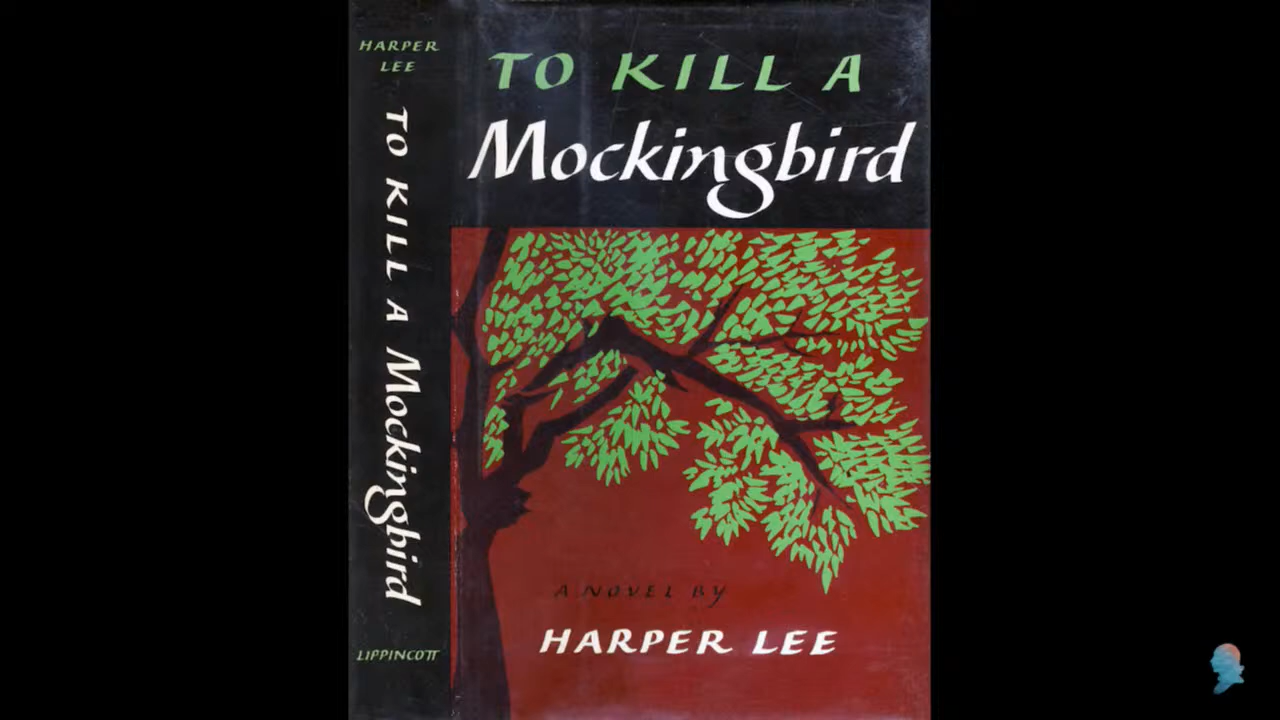 HARPER
LEE
TO KILL A Mockingbird
LIPPINCOTT
TO KILL A
Mockingbird
A NOVEL BY
HARPER LEE